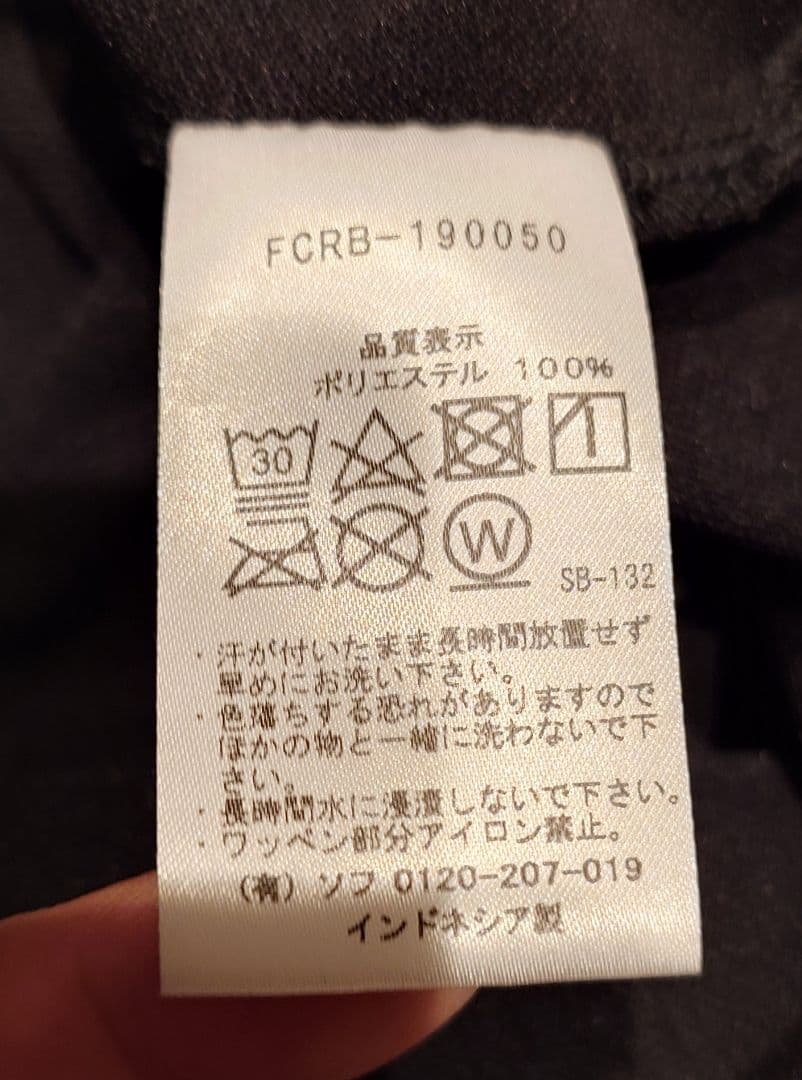 FCRB-190050
品質表示
ポリエステル 100%
30
W
SB-132
・汗が付いたまま長時間放置せず
早めにお洗い下さい。
・色落ちする恐れがありますので
ほかの物と一緒に洗わないで下
さい。
・長時間水に浸漬しないで下さい。
・ワッペン部分アイロン禁止。
(有) ソフ 0120-207-019
インドネシア製